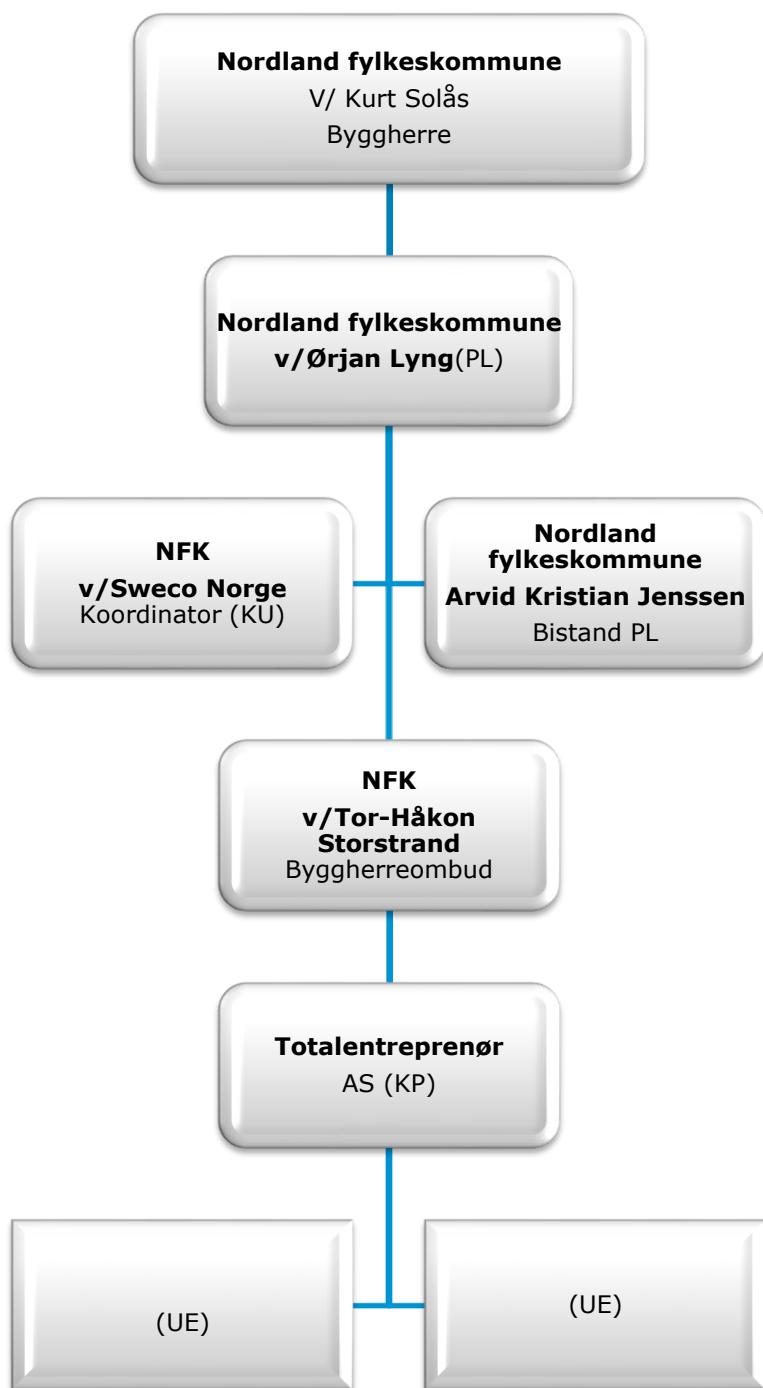 Nordland fylkeskommune
V/ Kurt Solås
Byggherre
Nordland fylkeskommune
v/Ørjan Lyng(PL)
NFK
v/Sweco Norge
Koordinator (KU)
Nordland
fylkeskommune
Arvid Kristian Jenssen
Bistand PL
NFK
v/Tor-Håkon
Storstrand
Byggherreombud
Totalentreprenør
AS (KP)
(UE)
(UE)